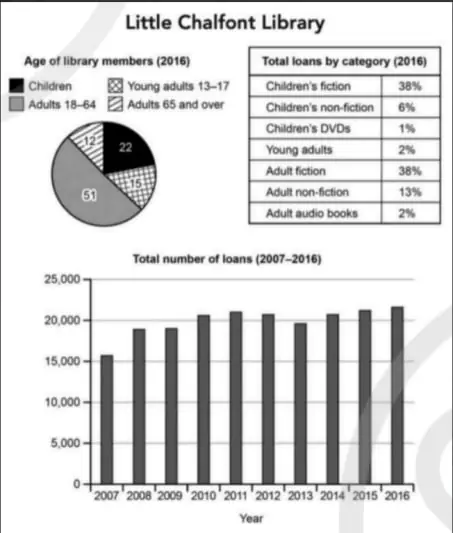 Little Chalfont Library
Age of library members (2016)
Children
Young adults 13–17
Adults 18–64
Adults 65 and over
12
22
15
51
Total loans by category (2016)
Children's fiction 38%
Children's non-fiction 6%
Children's DVDs 1%
Young adults 2%
Adult fiction 38%
Adult non-fiction 13%
Adult audio books 2%
Total number of loans (2007–2016)
25,000
20,000
15,000
10,000
5,000
0
2007 2008 2009 2010 2011 2012 2013 2014 2015 2016
Year